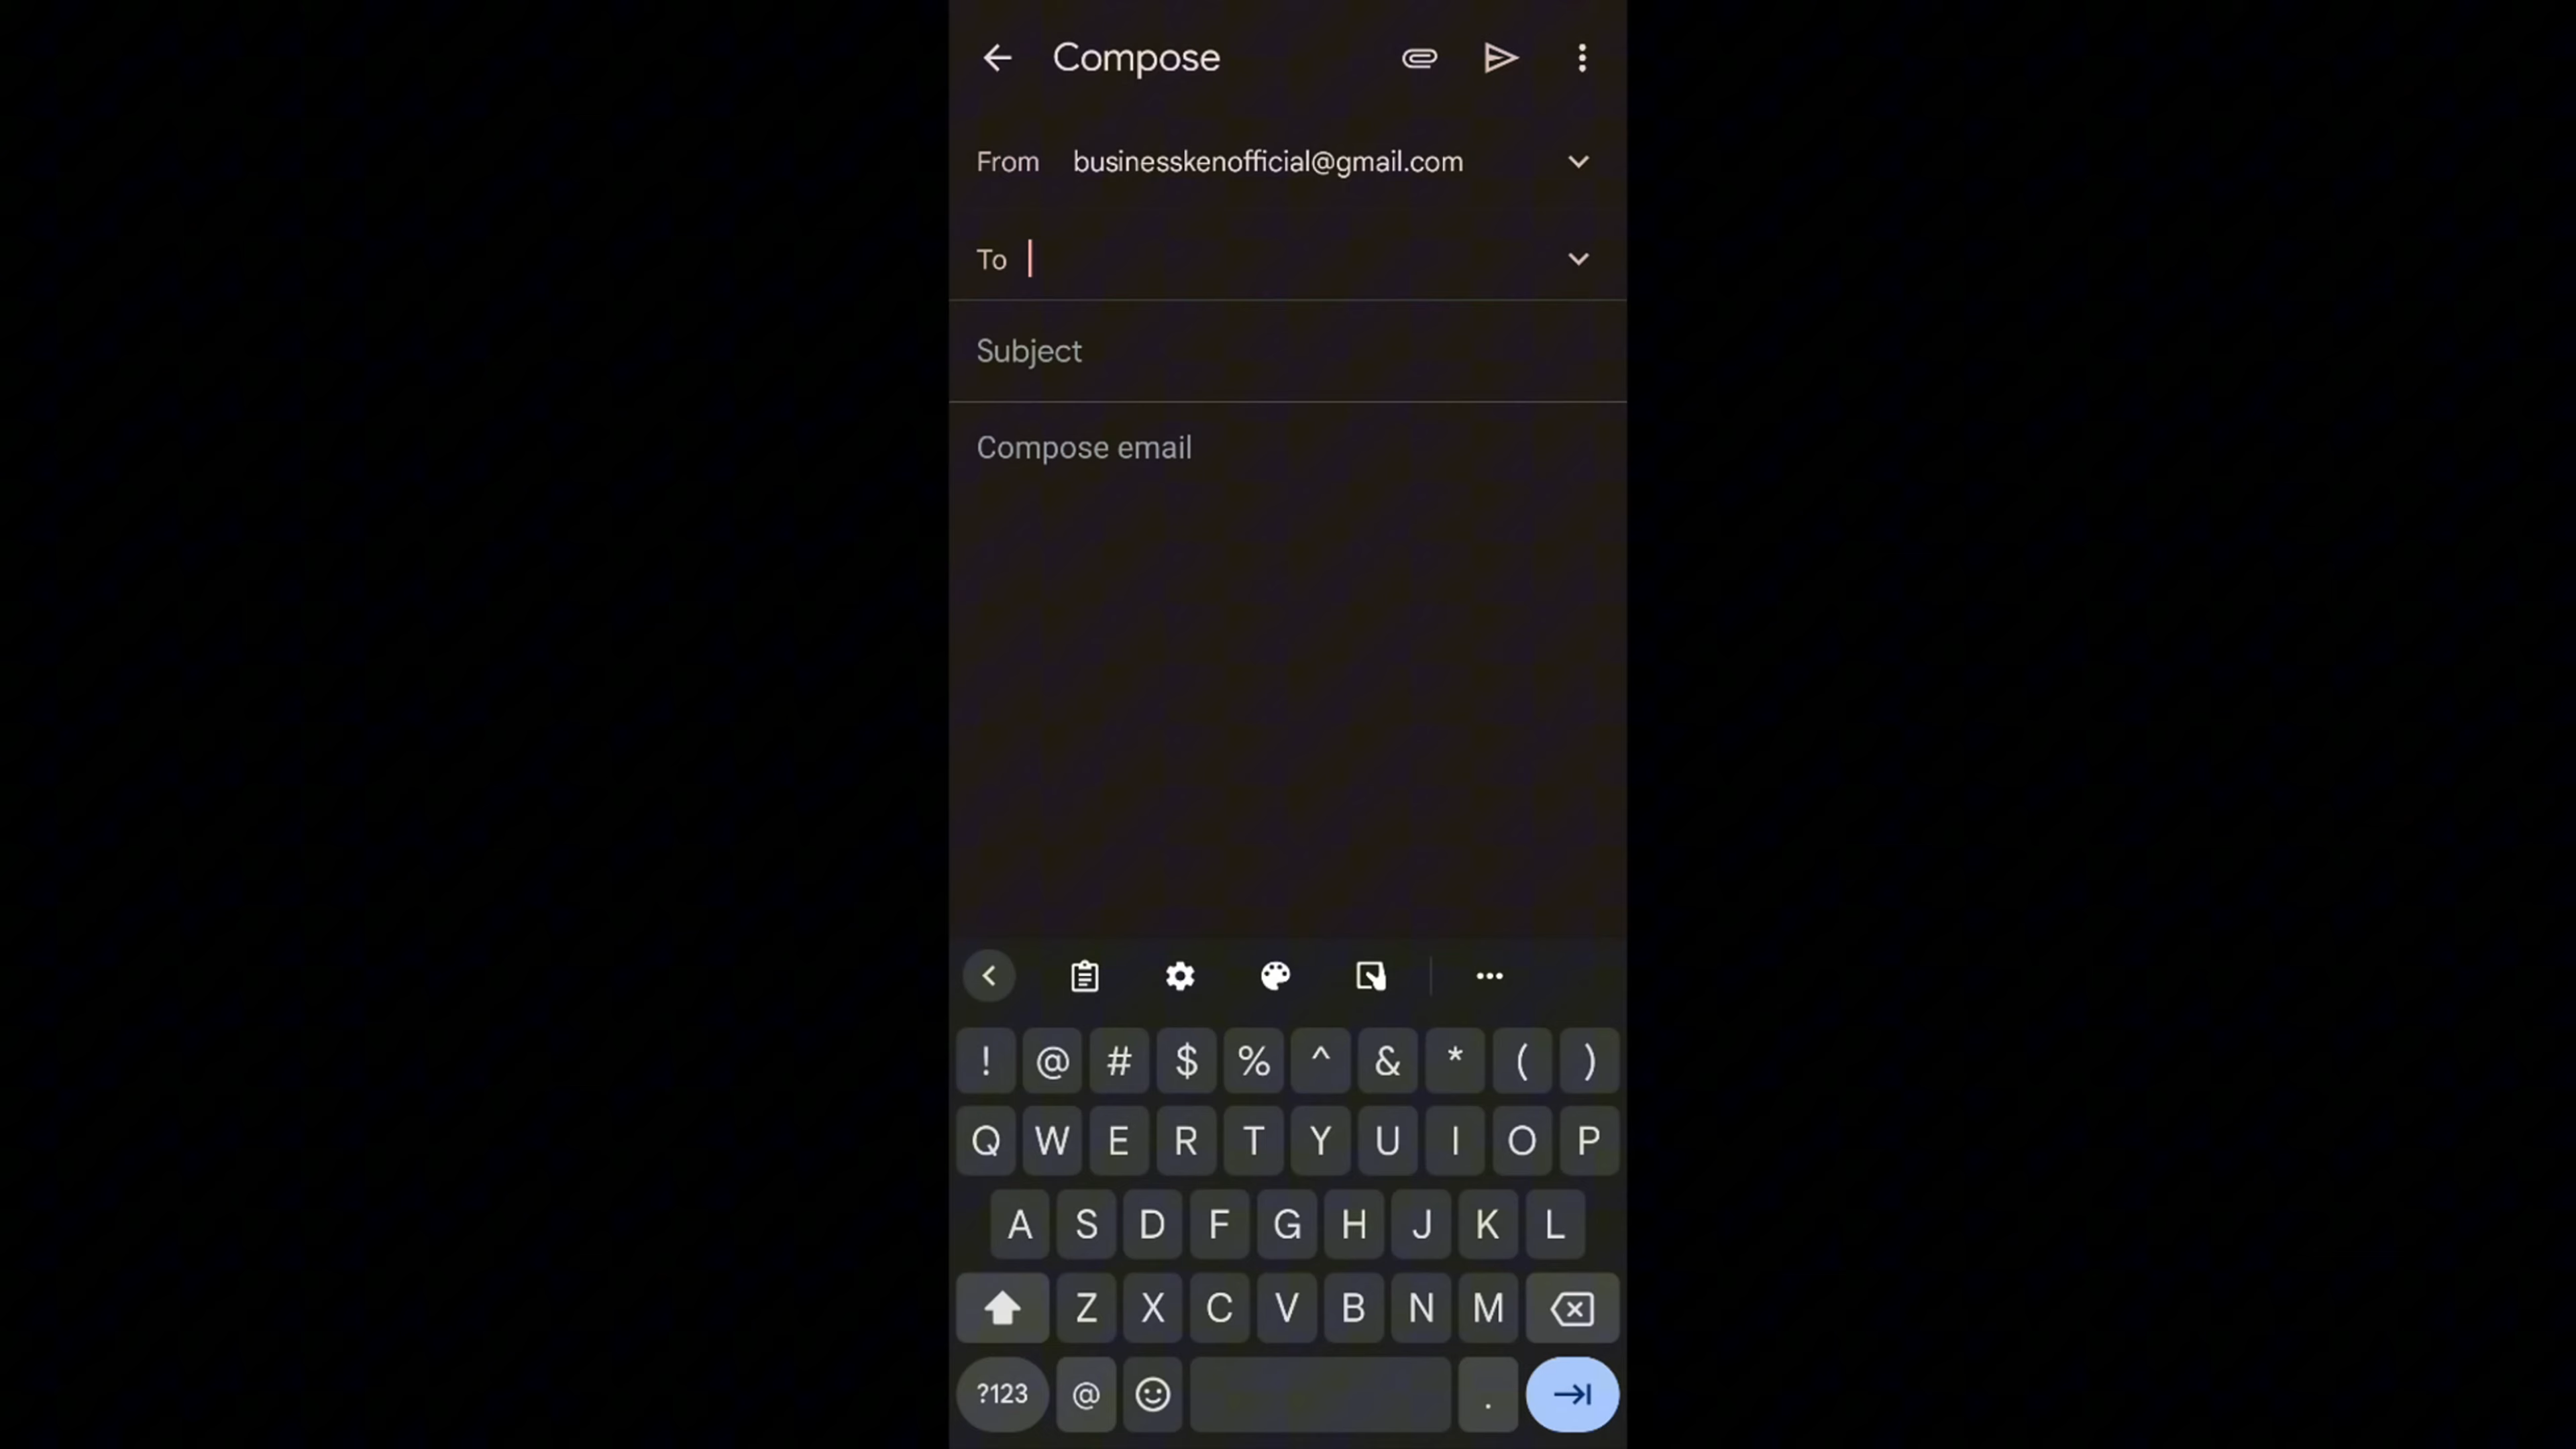 Compose
From businesskenofficial@gmail.com
To
Subject
Compose email
! @ # $ % ^ & * ( )
Q W E R T Y U I O P
A S D F G H J K L
Z X C V B N M
?123 @ .